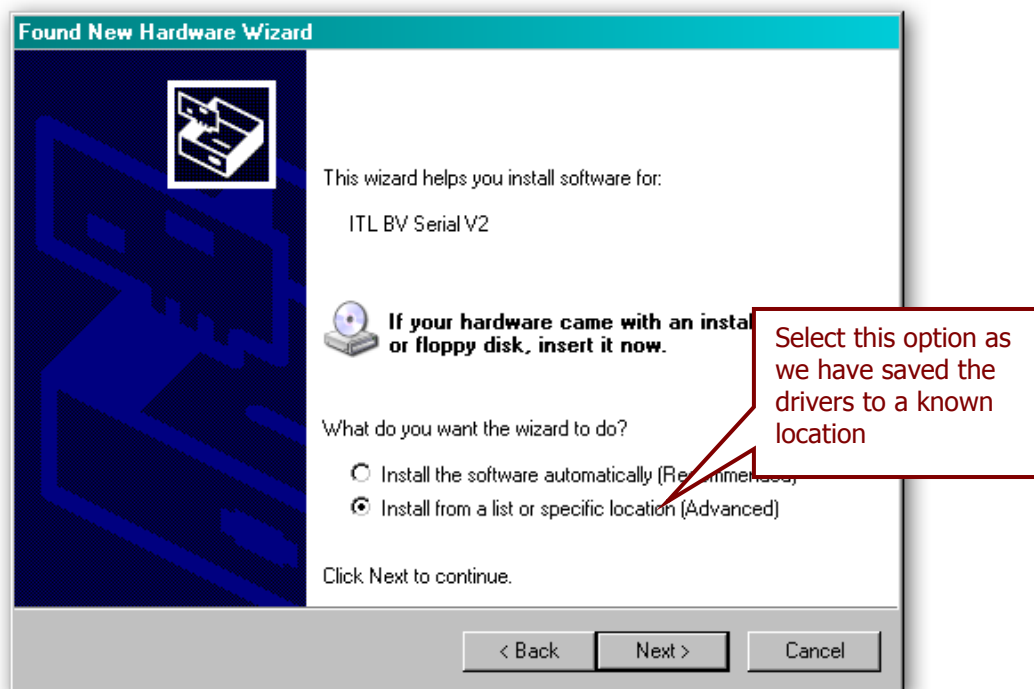 Found New Hardware Wizard
This wizard helps you install software for:
ITL BV Serial V2
If your hardware came with an
or floppy disk, insert it now.
Select this option as
we have saved the
drivers to a known
location
What do you want the wizard to do?
Install the software automatically
Install from a list or specific location (Advanced)
Click Next to continue.
< Back
Next >
Cancel